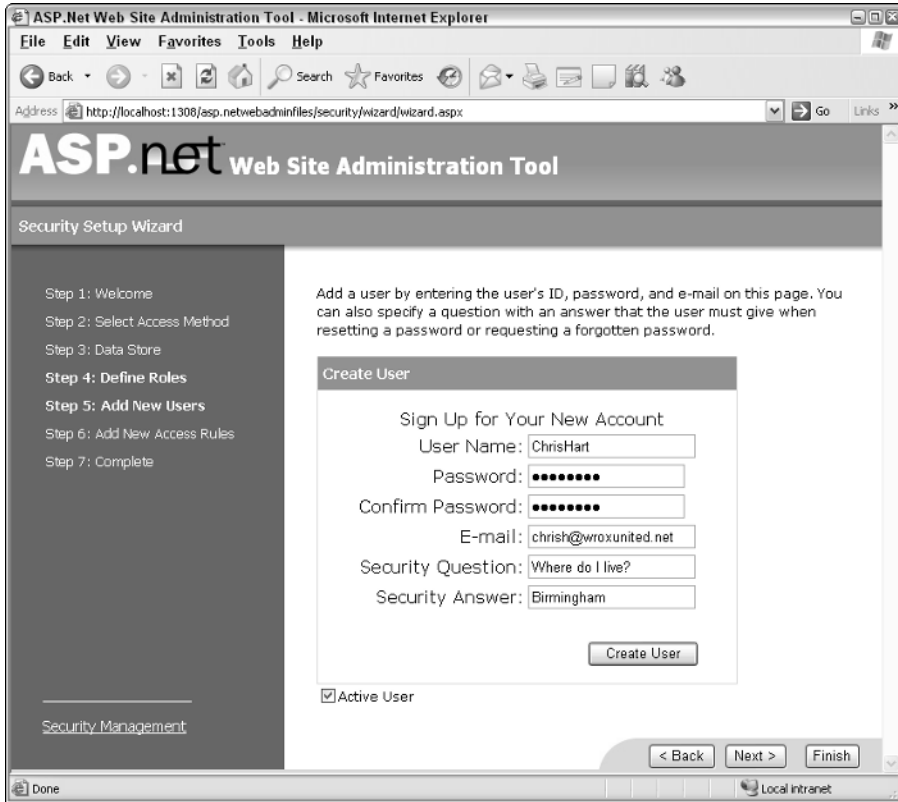 ASP.Net Web Site Administration Tool - Microsoft Internet Explorer
File Edit View Favorites Tools Help
Back Search Favorites
Address http://localhost:1308/asp.netwebadminfiles/security/wizard/wizard.aspx Go Links »
ASP.net Web Site Administration Tool
Security Setup Wizard
Step 1: Welcome
Step 2: Select Access Method
Step 3: Data Store
Step 4: Define Roles
Step 5: Add New Users
Step 6: Add New Access Rules
Step 7: Complete
Security Management
Add a user by entering the user's ID, password, and e-mail on this page. You
can also specify a question with an answer that the user must give when
resetting a password or requesting a forgotten password.
Create User
Sign Up for Your New Account
User Name: ChrisHart
Password: ●●●●●●●●
Confirm Password: ●●●●●●●●
E-mail: chrish@wroxunited.net
Security Question: Where do I live?
Security Answer: Birmingham
Create User
Active User
< Back Next > Finish
Done Local intranet